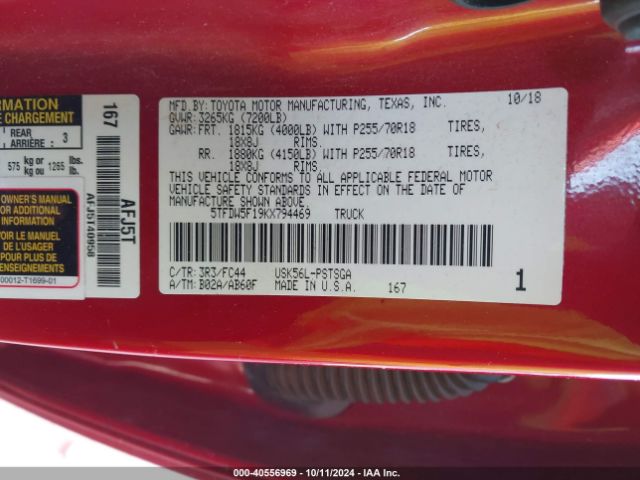 MFD.BY:TOYOTA MOTOR MANUFACTURING, TEXAS, INC. 10/18
GVWR:3265KG (7200LB)
GAWR:FRT. 1815KG (4000LB) WITH P255/70R18 TIRES,
18X8J RIMS.
RR. 1880KG (4150LB) WITH P255/70R18 TIRES,
18X8J RIMS.
THIS VEHICLE CONFORMS TO ALL APPLICABLE FEDERAL MOTOR
VEHICLE SAFETY STANDARDS IN EFFECT ON THE DATE OF
MANUFACTURE SHOWN ABOVE.
5TFDW5F19KX794469 TRUCK
C/TR:3R3/FC44 USK56L-PSTSGA
A/TM:B02A/AB60F MADE IN U.S.A. 167 1
CHARGEMENT
REAR
ARRIÈRE : 3
575 kg or lbs.
kg ou 1265 lb.
OWNER'S MANUAL
OR ADDITIONAL
INFORMATION
VOIR LE MANUEL
DE L'USAGER
POUR PLUS DE
RENSEIGNEMENTS
00012-T1699-01
167
AFJ5T
AFJ5T40958
000-40556969 - 10/11/2024 - IAA Inc.